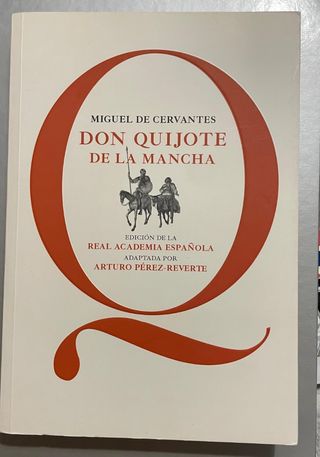 MIGUEL DE CERVANTES
DON QUIJOTE
DE LA MANCHA
EDICIÓN DE LA
REAL ACADEMIA ESPAÑOLA
ADAPTADA POR
ARTURO PÉREZ-REVERTE